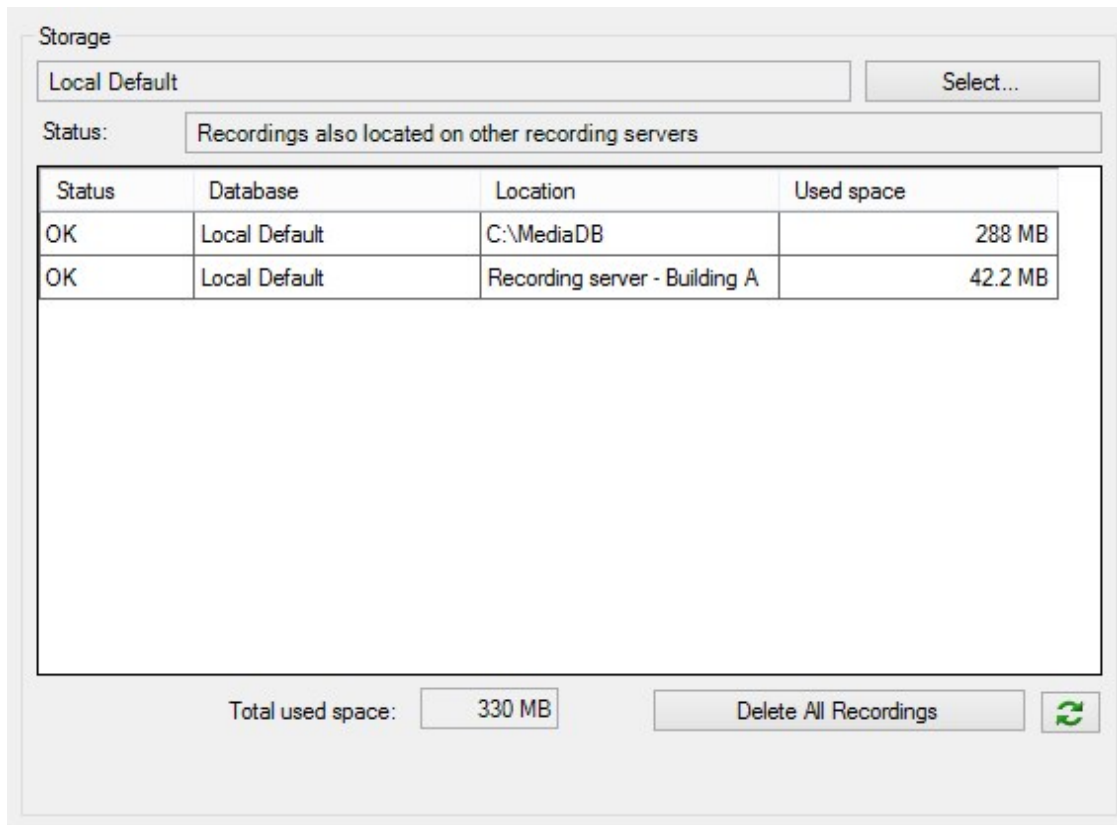 Storage
Local Default Select...
Status: Recordings also located on other recording servers
Status Database Location Used space
OK Local Default C:\MediaDB 288 MB
OK Local Default Recording server - Building A 42.2 MB
Total used space: 330 MB Delete All Recordings